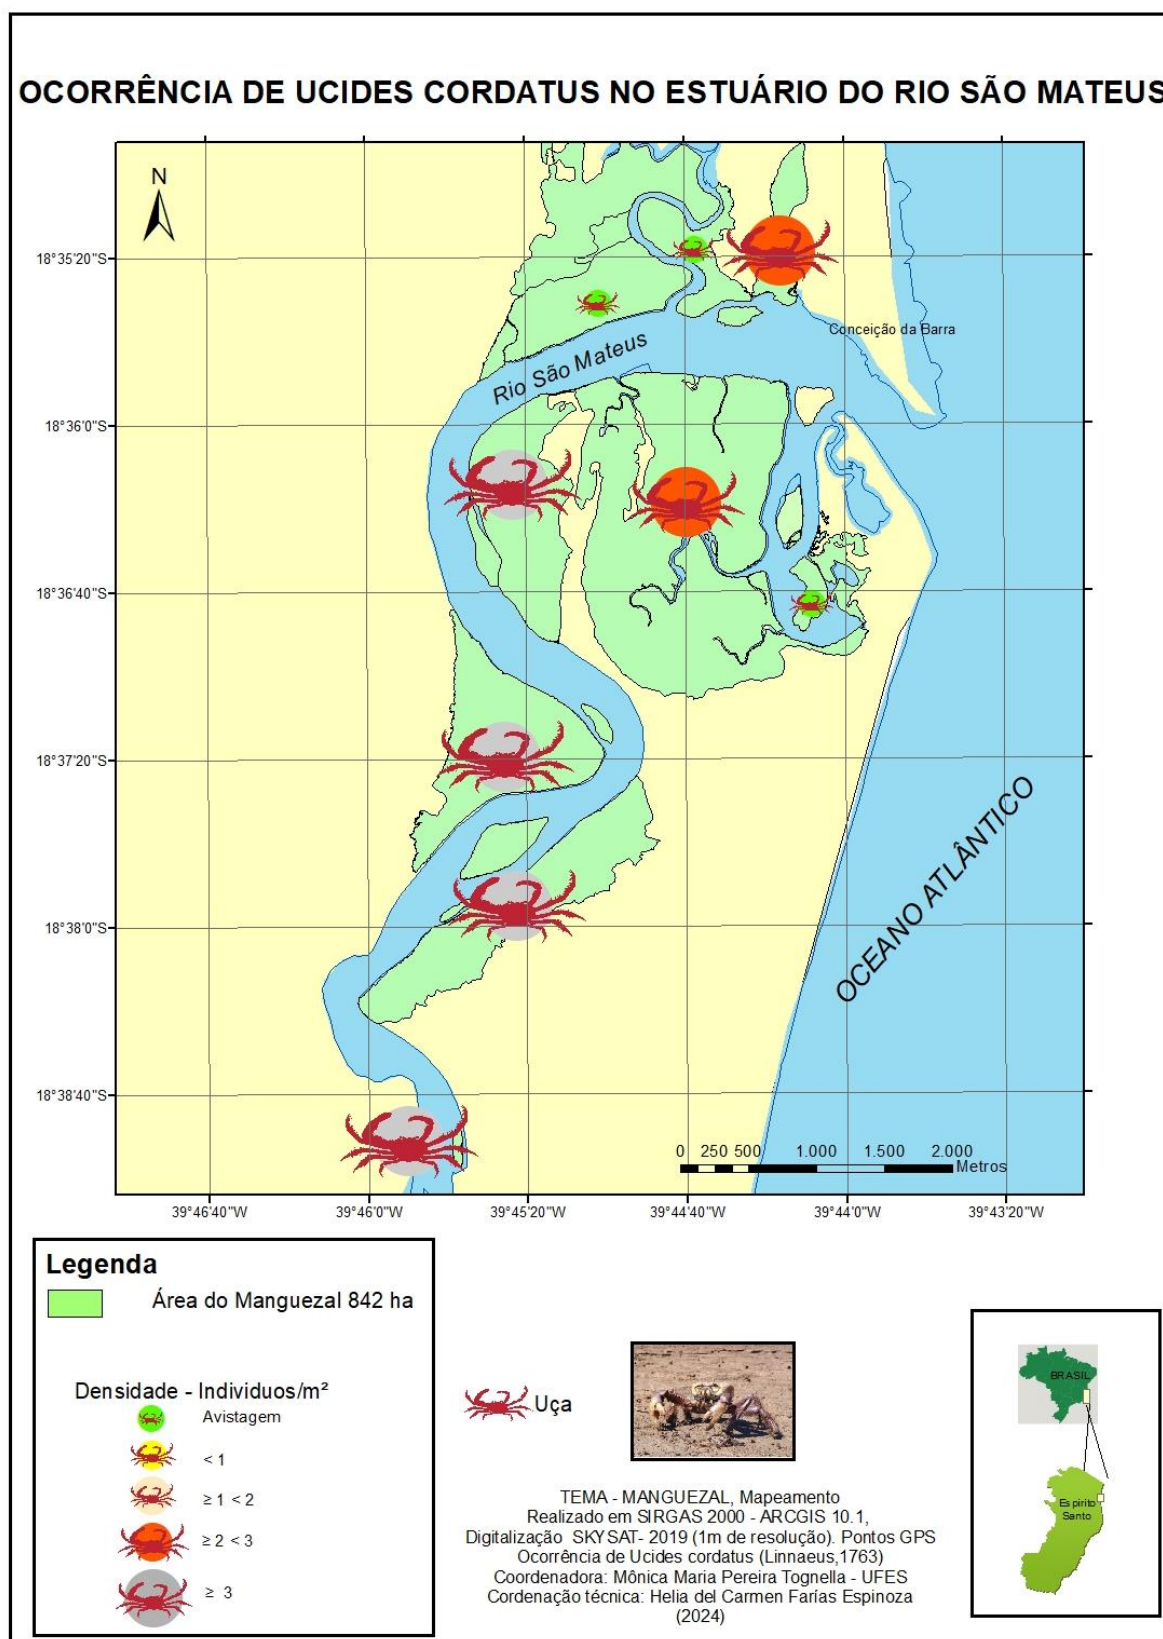 OCORRÊNCIA DE UCIDES CORDATUS NO ESTUÁRIO DO RIO SÃO MATEUS
N
18°35'20"S
18°36'0"S
18°36'40"S
18°37'20"S
18°38'0"S
18°38'40"S
Conceição da Barra
Rio São Mateus
OCEANO ATLÂNTICO
0 250 500 1.000 1.500 2.000
Metros
39°46'40"W 39°46'0"W 39°45'20"W 39°44'40"W 39°44'0"W 39°43'20"W
Legenda
Área do Manguezal 842 ha
Densidade - Individuos/m²
Avistagem
< 1
≥ 1 < 2
≥ 2 < 3
≥ 3
Uça
TEMA - MANGUEZAL, Mapeamento
Realizado em SIRGAS 2000 - ARCGIS 10.1,
Digitalização SKYSAT- 2019 (1m de resolução). Pontos GPS
Ocorrência de Ucides cordatus (Linnaeus,1763)
Coordenadora: Mônica Maria Pereira Tognella - UFES
Cordenação técnica: Helia del Carmen Farías Espinoza
(2024)
BRASIL
Espirito
Santo